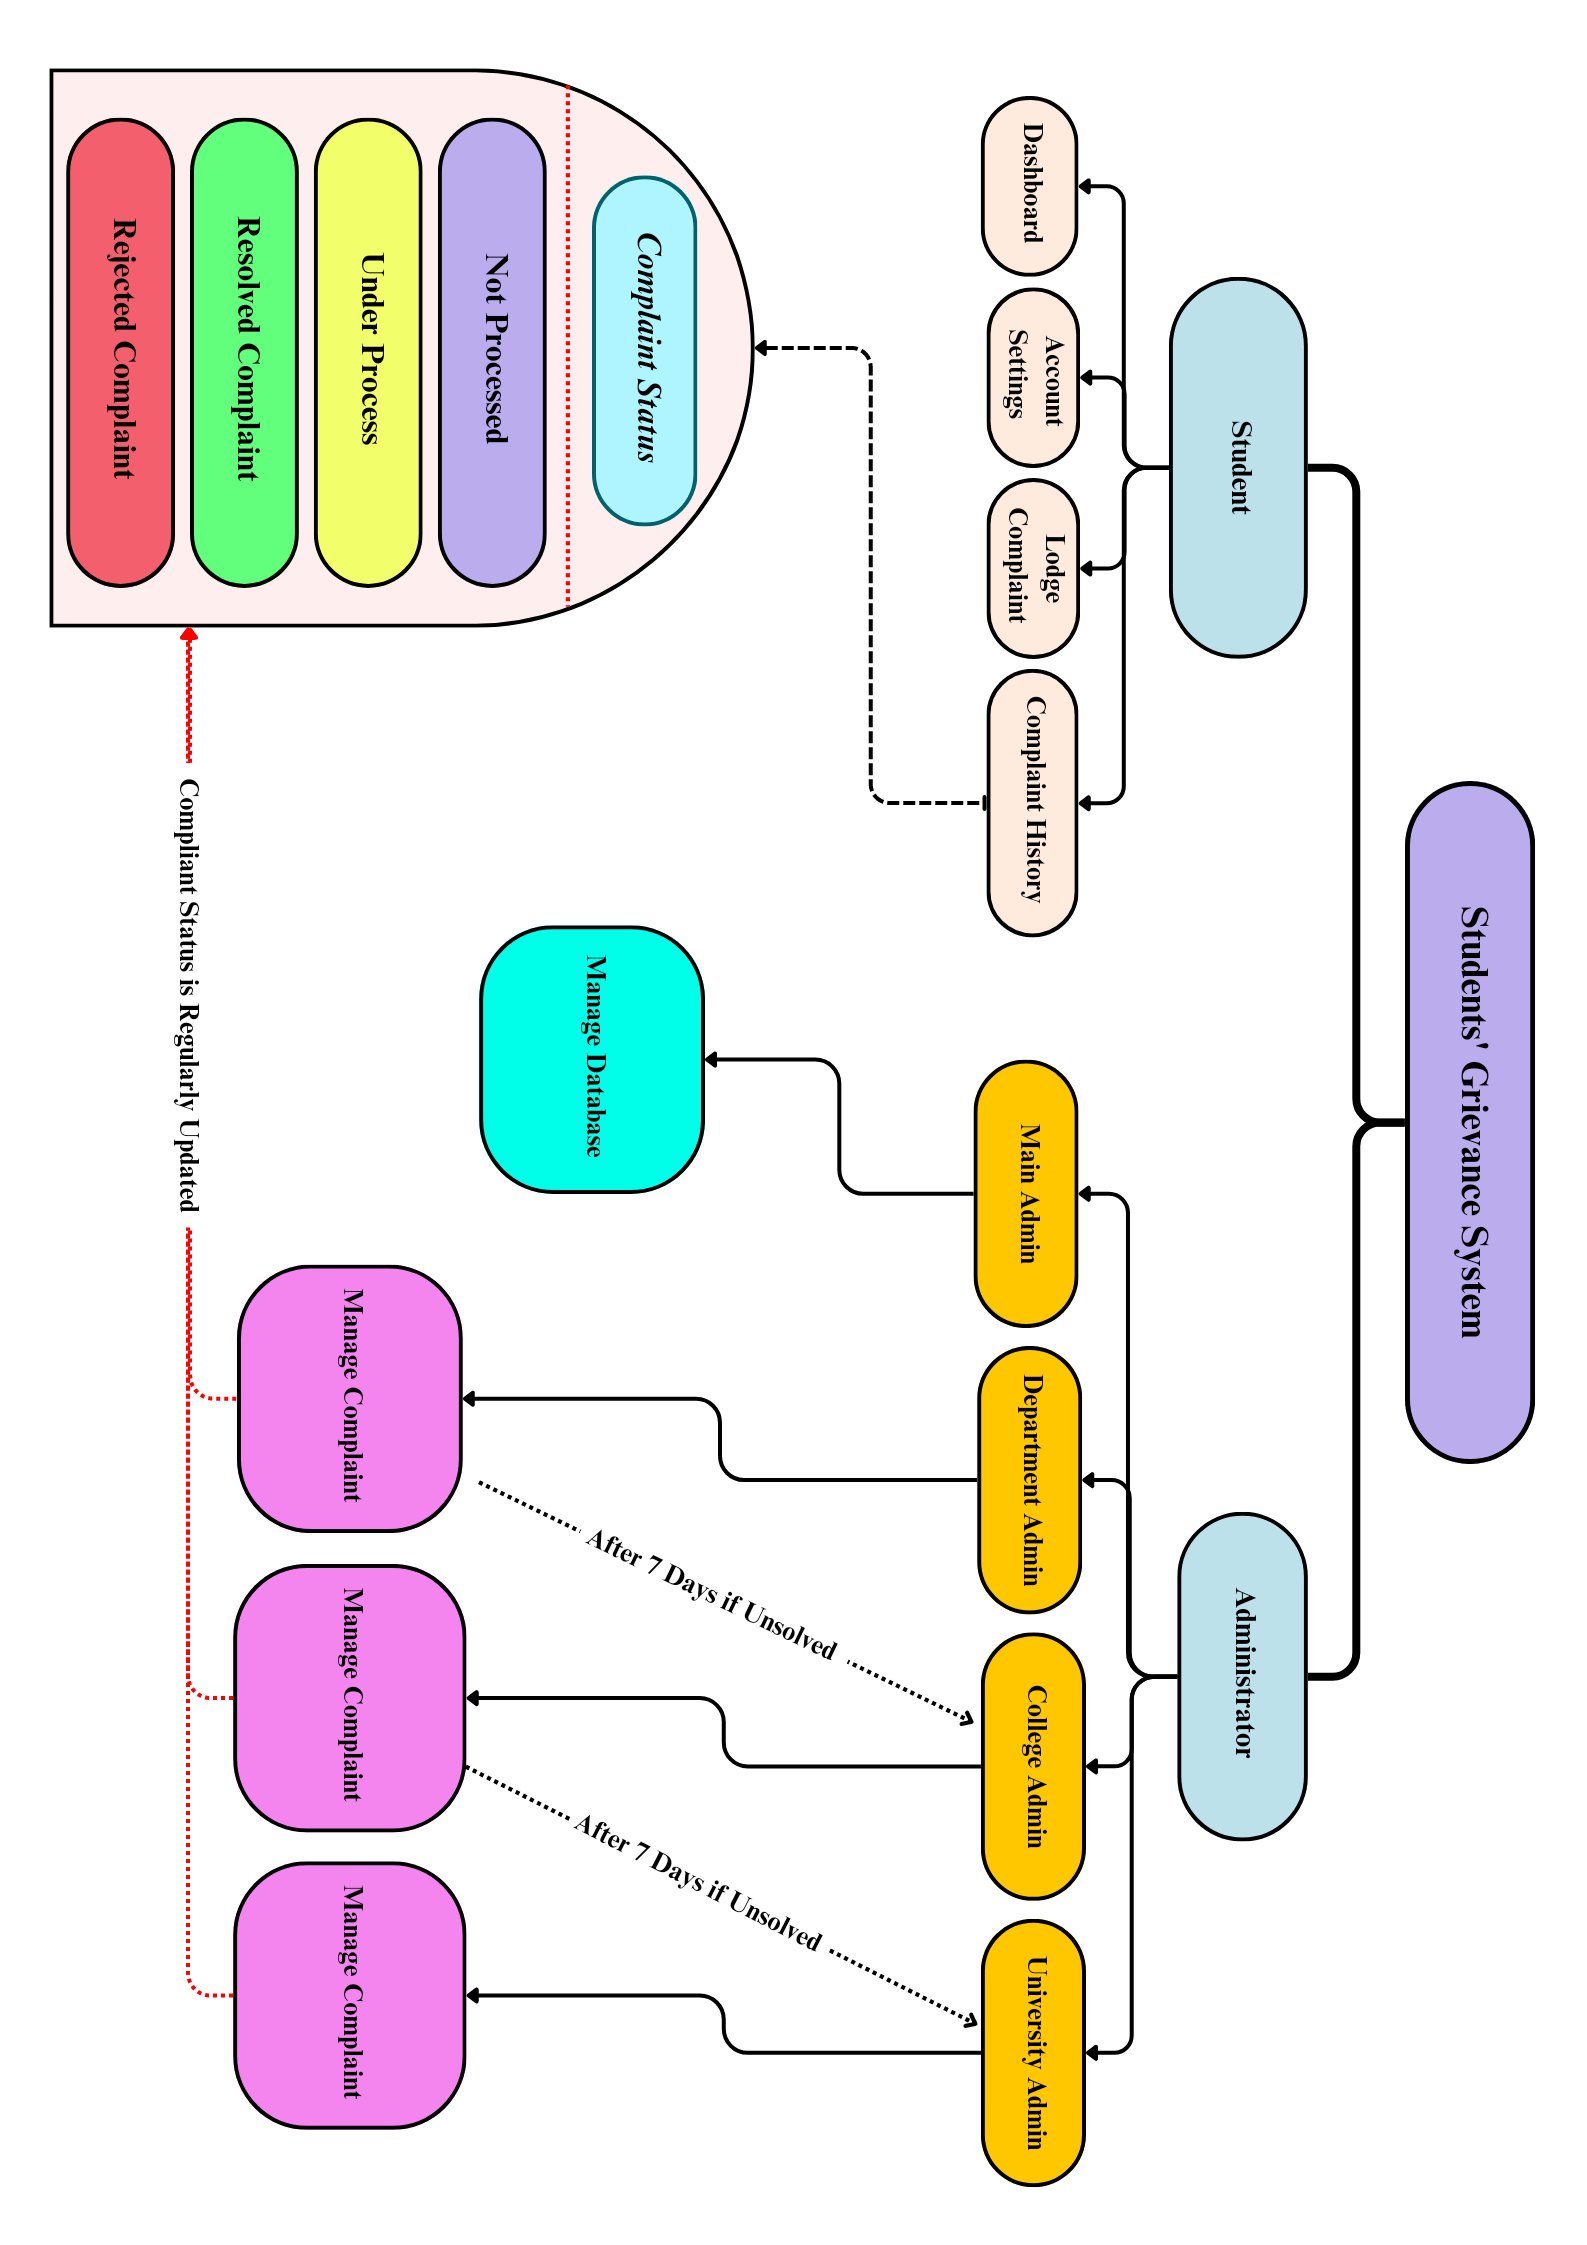 Students' Grievance System
Student
Administrator
Dashboard
Account
Settings
Lodge
Complaint
Complaint History
Main Admin
Department Admin
College Admin
University Admin
Complaint Status
Not Processed
Under Process
Resolved Complaint
Rejected Complaint
Manage Database
After 7 Days if Unsolved
After 7 Days if Unsolved
Manage Complaint
Manage Complaint
Manage Complaint
Compliant Status is Regularly Updated